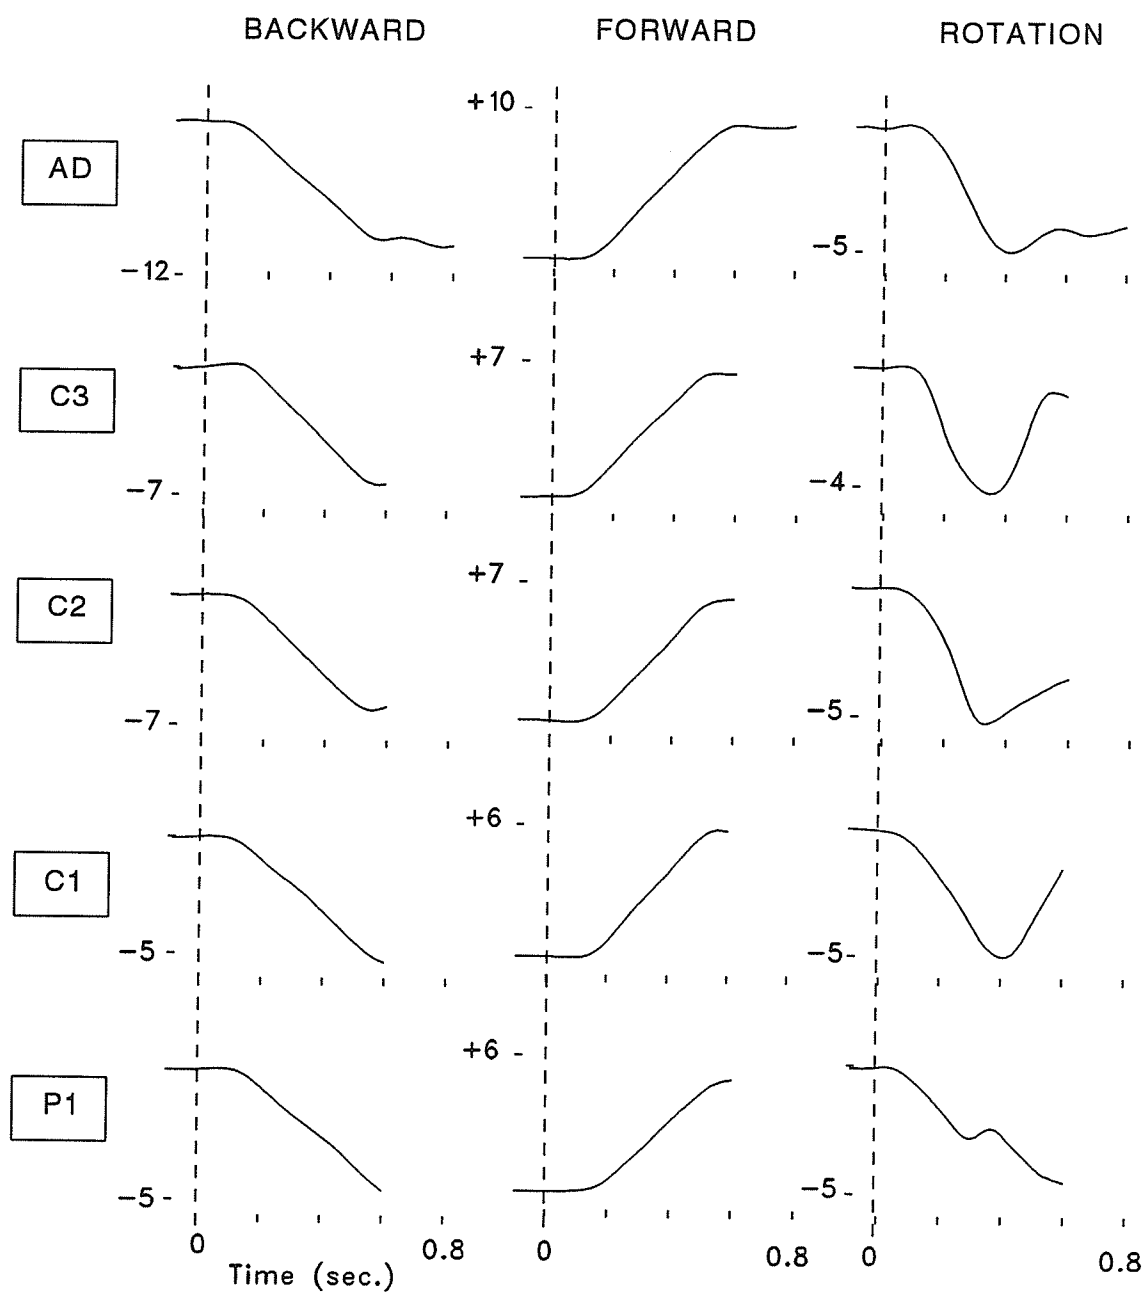 BACKWARD FORWARD ROTATION
+10
AD
−5
−12
+7
C3
−4
−7
+7
C2
−5
−7
+6
C1
−5 −5
+6
P1
−5 −5
0 0.8 0 0.8 0 0.8
Time (sec.)